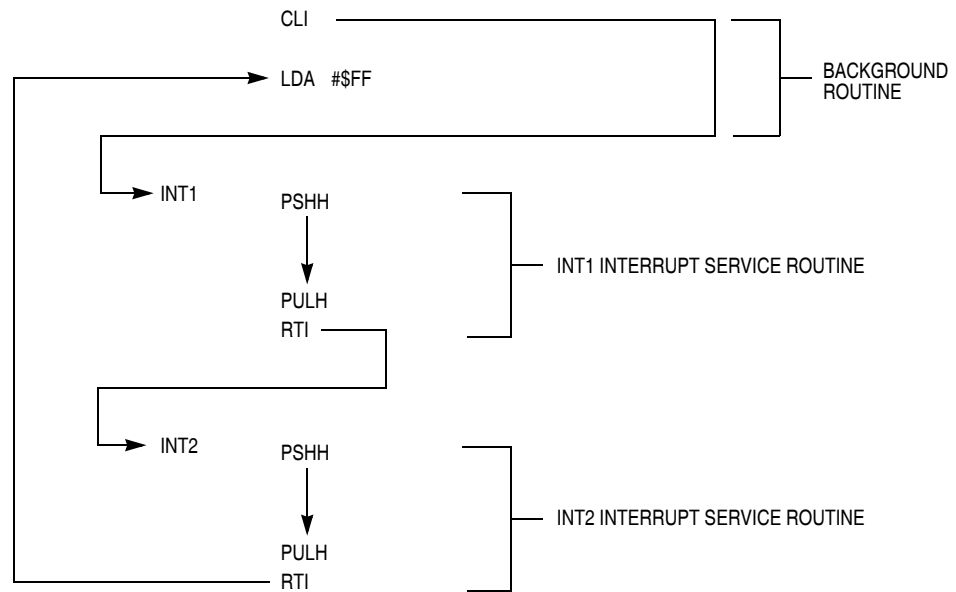 CLI
LDA #$FF
BACKGROUND
ROUTINE
INT1
PSHH
INT1 INTERRUPT SERVICE ROUTINE
PULH
RTI
INT2
PSHH
INT2 INTERRUPT SERVICE ROUTINE
PULH
RTI